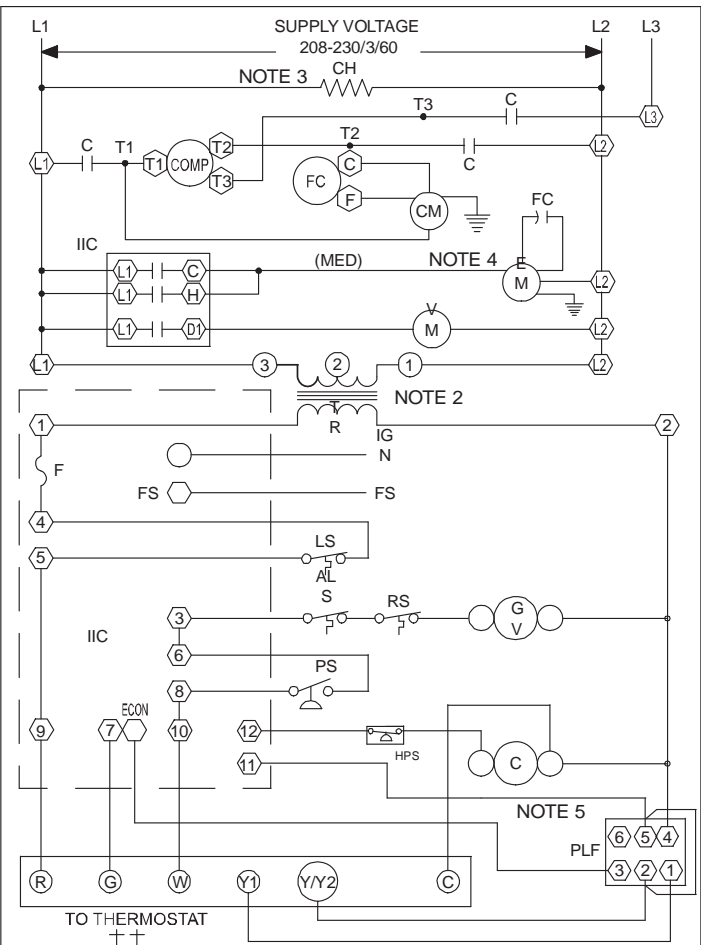 L1 SUPPLY VOLTAGE L2 L3
208-230/3/60
NOTE 3 CH
T3 C
L3
C T1 T2 T2 C L2
L1 T1 COMP
T3 FC C
F CM FC
IIC
(MED) NOTE 4 E
L1 C M L2
L1 H
V
L1 D1 M L2
L1 3 2 1 L2
NOTE 2
T
1 R IG 2
N
F
FS FS
4
LS
5
AL
S RS G
3 V
IIC 6
PS
8
ECON
9 7 10 12
HPS C
11
NOTE 5
6 5 4
PLF
3 2 1
R G W Y1 Y/Y2 C
TO THERMOSTAT
++